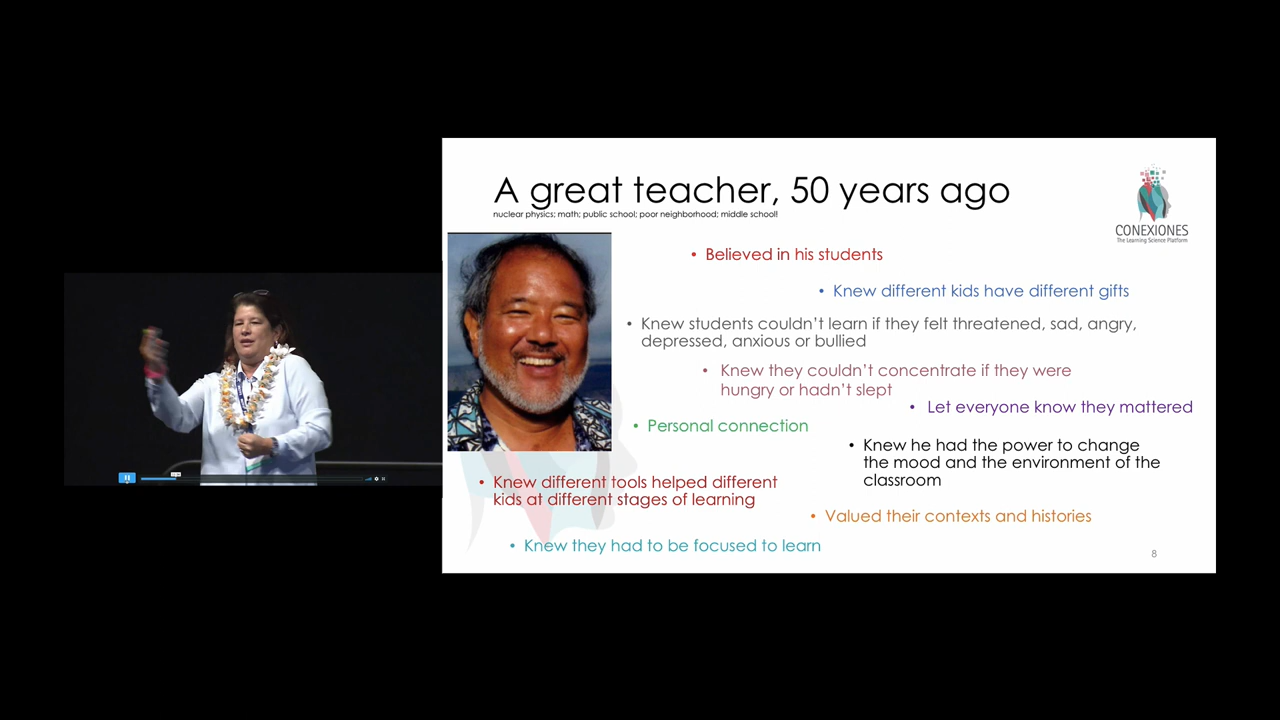 A great teacher, 50 years ago
nuclear physics; math; public school; poor neighborhood; middle school!
CONEXIONES
The Learning Science Platform
• Believed in his students
• Knew different kids have different gifts
• Knew students couldn't learn if they felt threatened, sad, angry,
depressed, anxious or bullied
• Knew they couldn't concentrate if they were
hungry or hadn't slept
• Let everyone know they mattered
• Personal connection
• Knew he had the power to change
the mood and the environment of the
classroom
• Knew different tools helped different
kids at different stages of learning
• Valued their contexts and histories
• Knew they had to be focused to learn
8